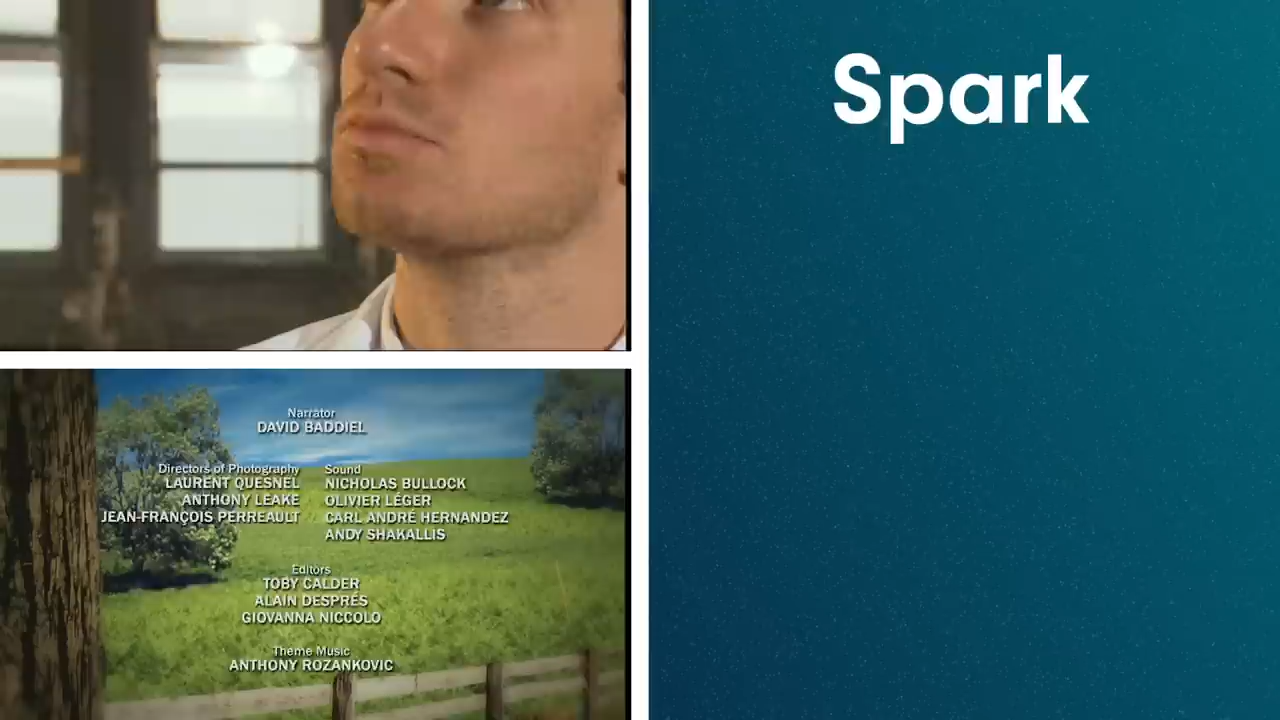 Spark
Narrator
DAVID BADDIEL
Directors of Photography
LAURENT QUESNEL
ANTHONY LEAKE
JEAN-FRANÇOIS PERREAULT
Sound
NICHOLAS BULLOCK
OLIVIER LÉGER
CARL ANDRÉ HERNANDEZ
ANDY SHAKALLIS
Editors
TOBY CALDER
ALAIN DESPRÉS
GIOVANNA NICCOLO
Theme Music
ANTHONY ROZANKOVIC